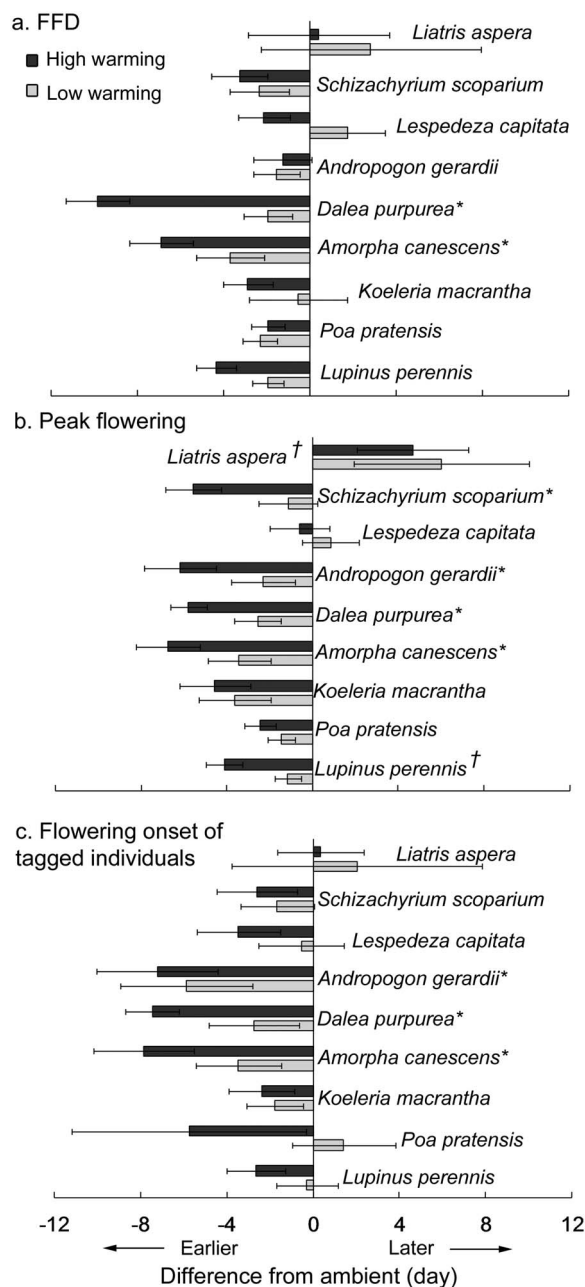 a. FFD
High warming
Low warming
Liatris aspera
Schizachyrium scoparium
Lespedeza capitata
Andropogon gerardii
Dalea purpurea*
Amorpha canescens*
Koeleria macrantha
Poa pratensis
Lupinus perennis
b. Peak flowering
Liatris aspera †
Schizachyrium scoparium*
Lespedeza capitata
Andropogon gerardii*
Dalea purpurea*
Amorpha canescens*
Koeleria macrantha
Poa pratensis
Lupinus perennis †
c. Flowering onset of
tagged individuals
Liatris aspera
Schizachyrium scoparium
Lespedeza capitata
Andropogon gerardii*
Dalea purpurea*
Amorpha canescens*
Koeleria macrantha
Poa pratensis
Lupinus perennis
-12 -8 -4 0 4 8 12
Earlier Later
Difference from ambient (day)